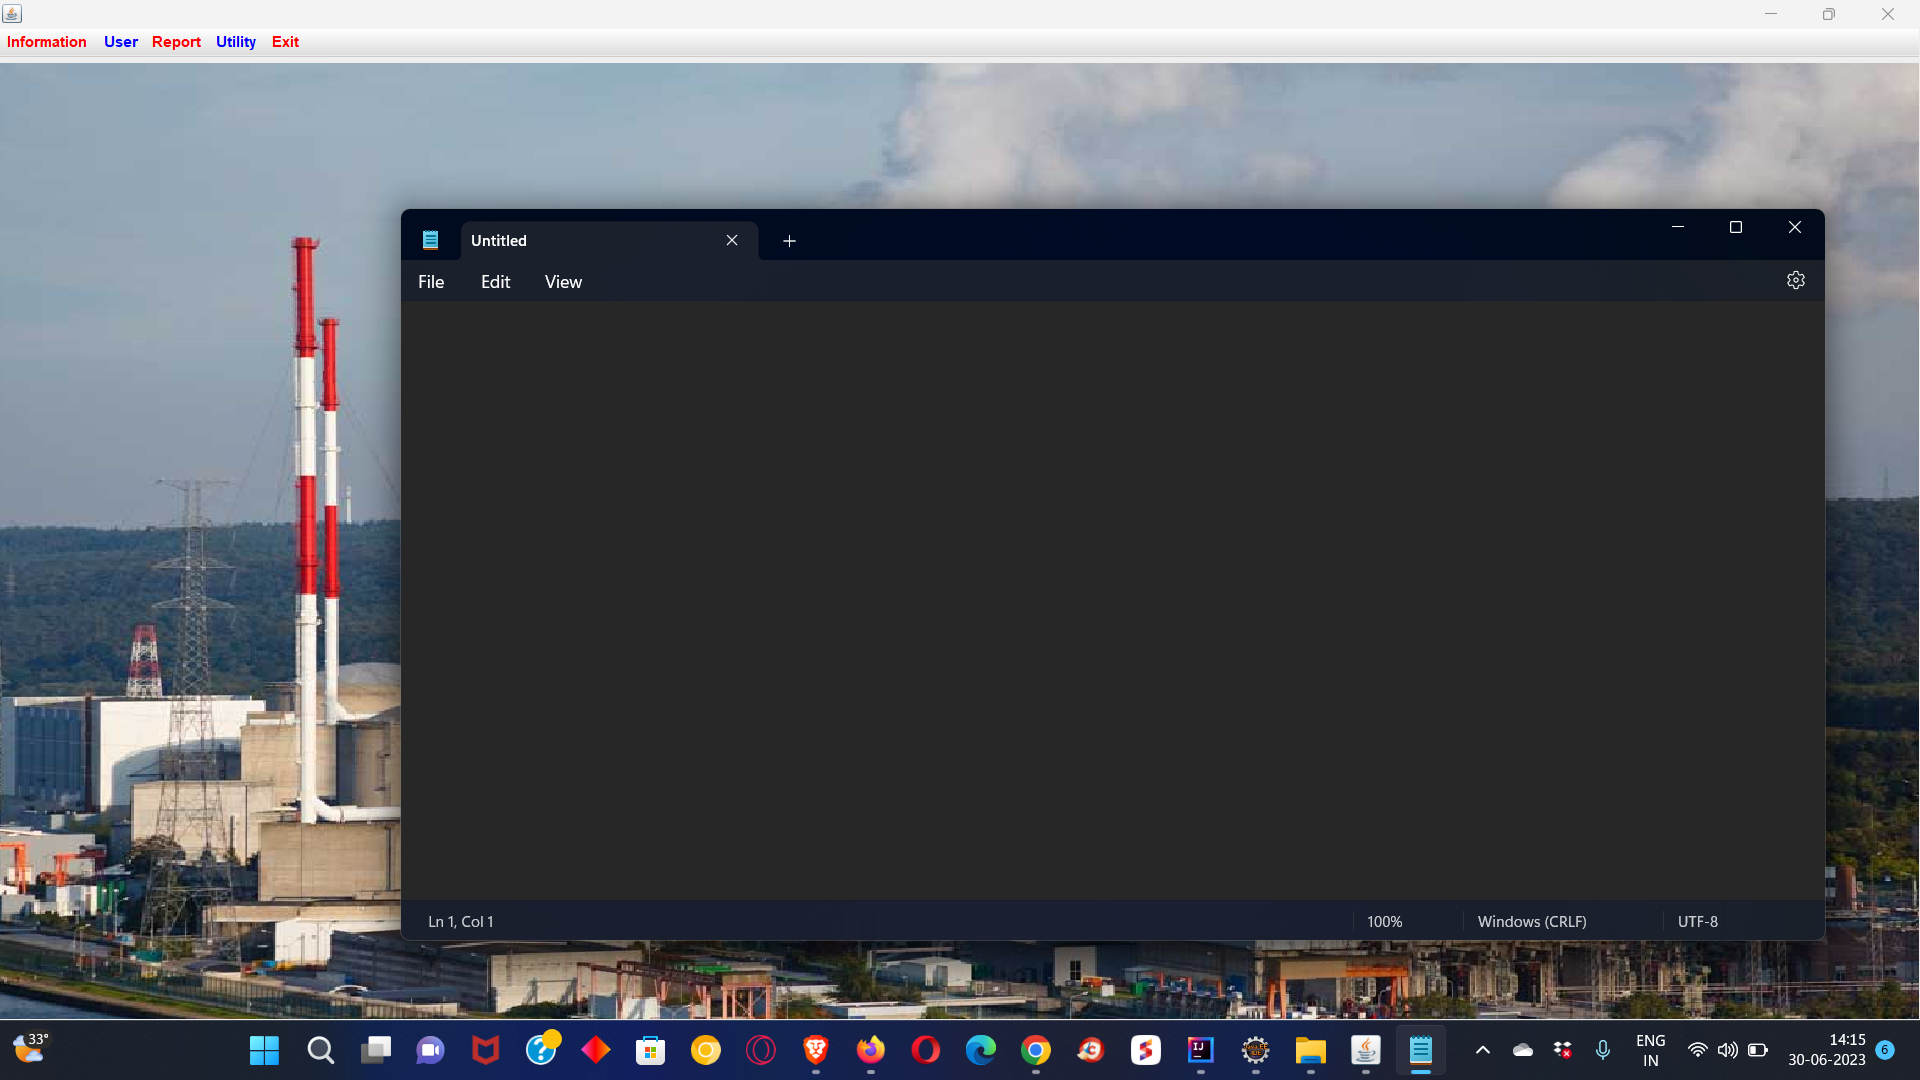 Information User Report Utility Exit
Untitled
File Edit View
Ln 1, Col 1 100% Windows (CRLF) UTF-8
33°
ENG
IN
14:15
30-06-2023
6